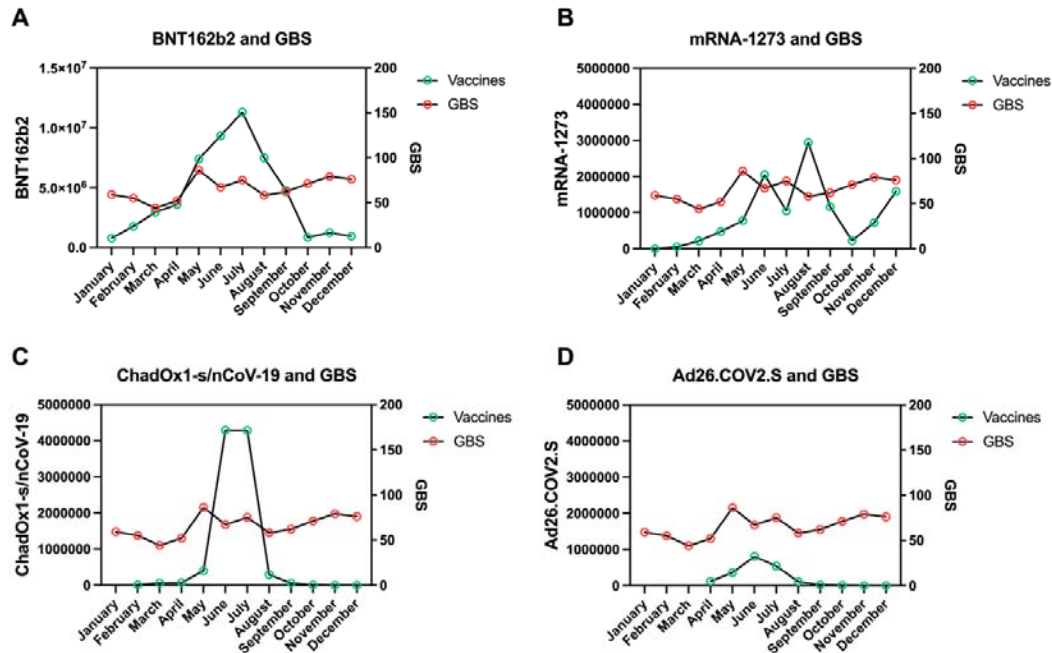 A
BNT162b2 and GBS
1.5×10⁷
1.0×10⁷
5.0×10⁶
0.0
BNT162b2
200
150
100
50
0
GBS
Vaccines
GBS
January
February
March
April
May
June
July
August
September
October
November
December
B
mRNA-1273 and GBS
5000000
4000000
3000000
2000000
1000000
0
mRNA-1273
200
150
100
50
0
GBS
Vaccines
GBS
January
February
March
April
May
June
July
August
September
October
November
December
C
ChadOx1-s/nCoV-19 and GBS
5000000
4000000
3000000
2000000
1000000
0
ChadOx1-s/nCoV-19
200
150
100
50
0
GBS
Vaccines
GBS
January
February
March
April
May
June
July
August
September
October
November
December
D
Ad26.COV2.S and GBS
5000000
4000000
3000000
2000000
1000000
0
Ad26.COV2.S
200
150
100
50
0
GBS
Vaccines
GBS
January
February
March
April
May
June
July
August
September
October
November
December